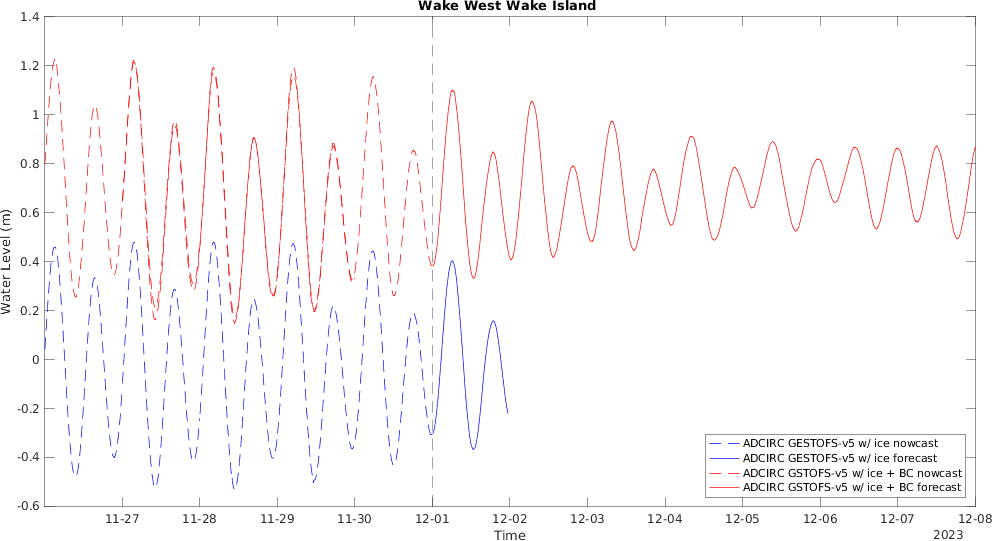 Wake West Wake Island
1.4
1.2
1
0.8
0.6
0.4
0.2
0
-0.2
-0.4
-0.6
Water Level (m)
ADCIRC GESTOFS-v5 w/ ice nowcast
ADCIRC GESTOFS-v5 w/ ice forecast
ADCIRC GSTOFS-v5 w/ ice + BC nowcast
ADCIRC GSTOFS-v5 w/ ice + BC forecast
11-27 11-28 11-29 11-30 12-01 12-02 12-03 12-04 12-05 12-06 12-07 12-08
Time
2023